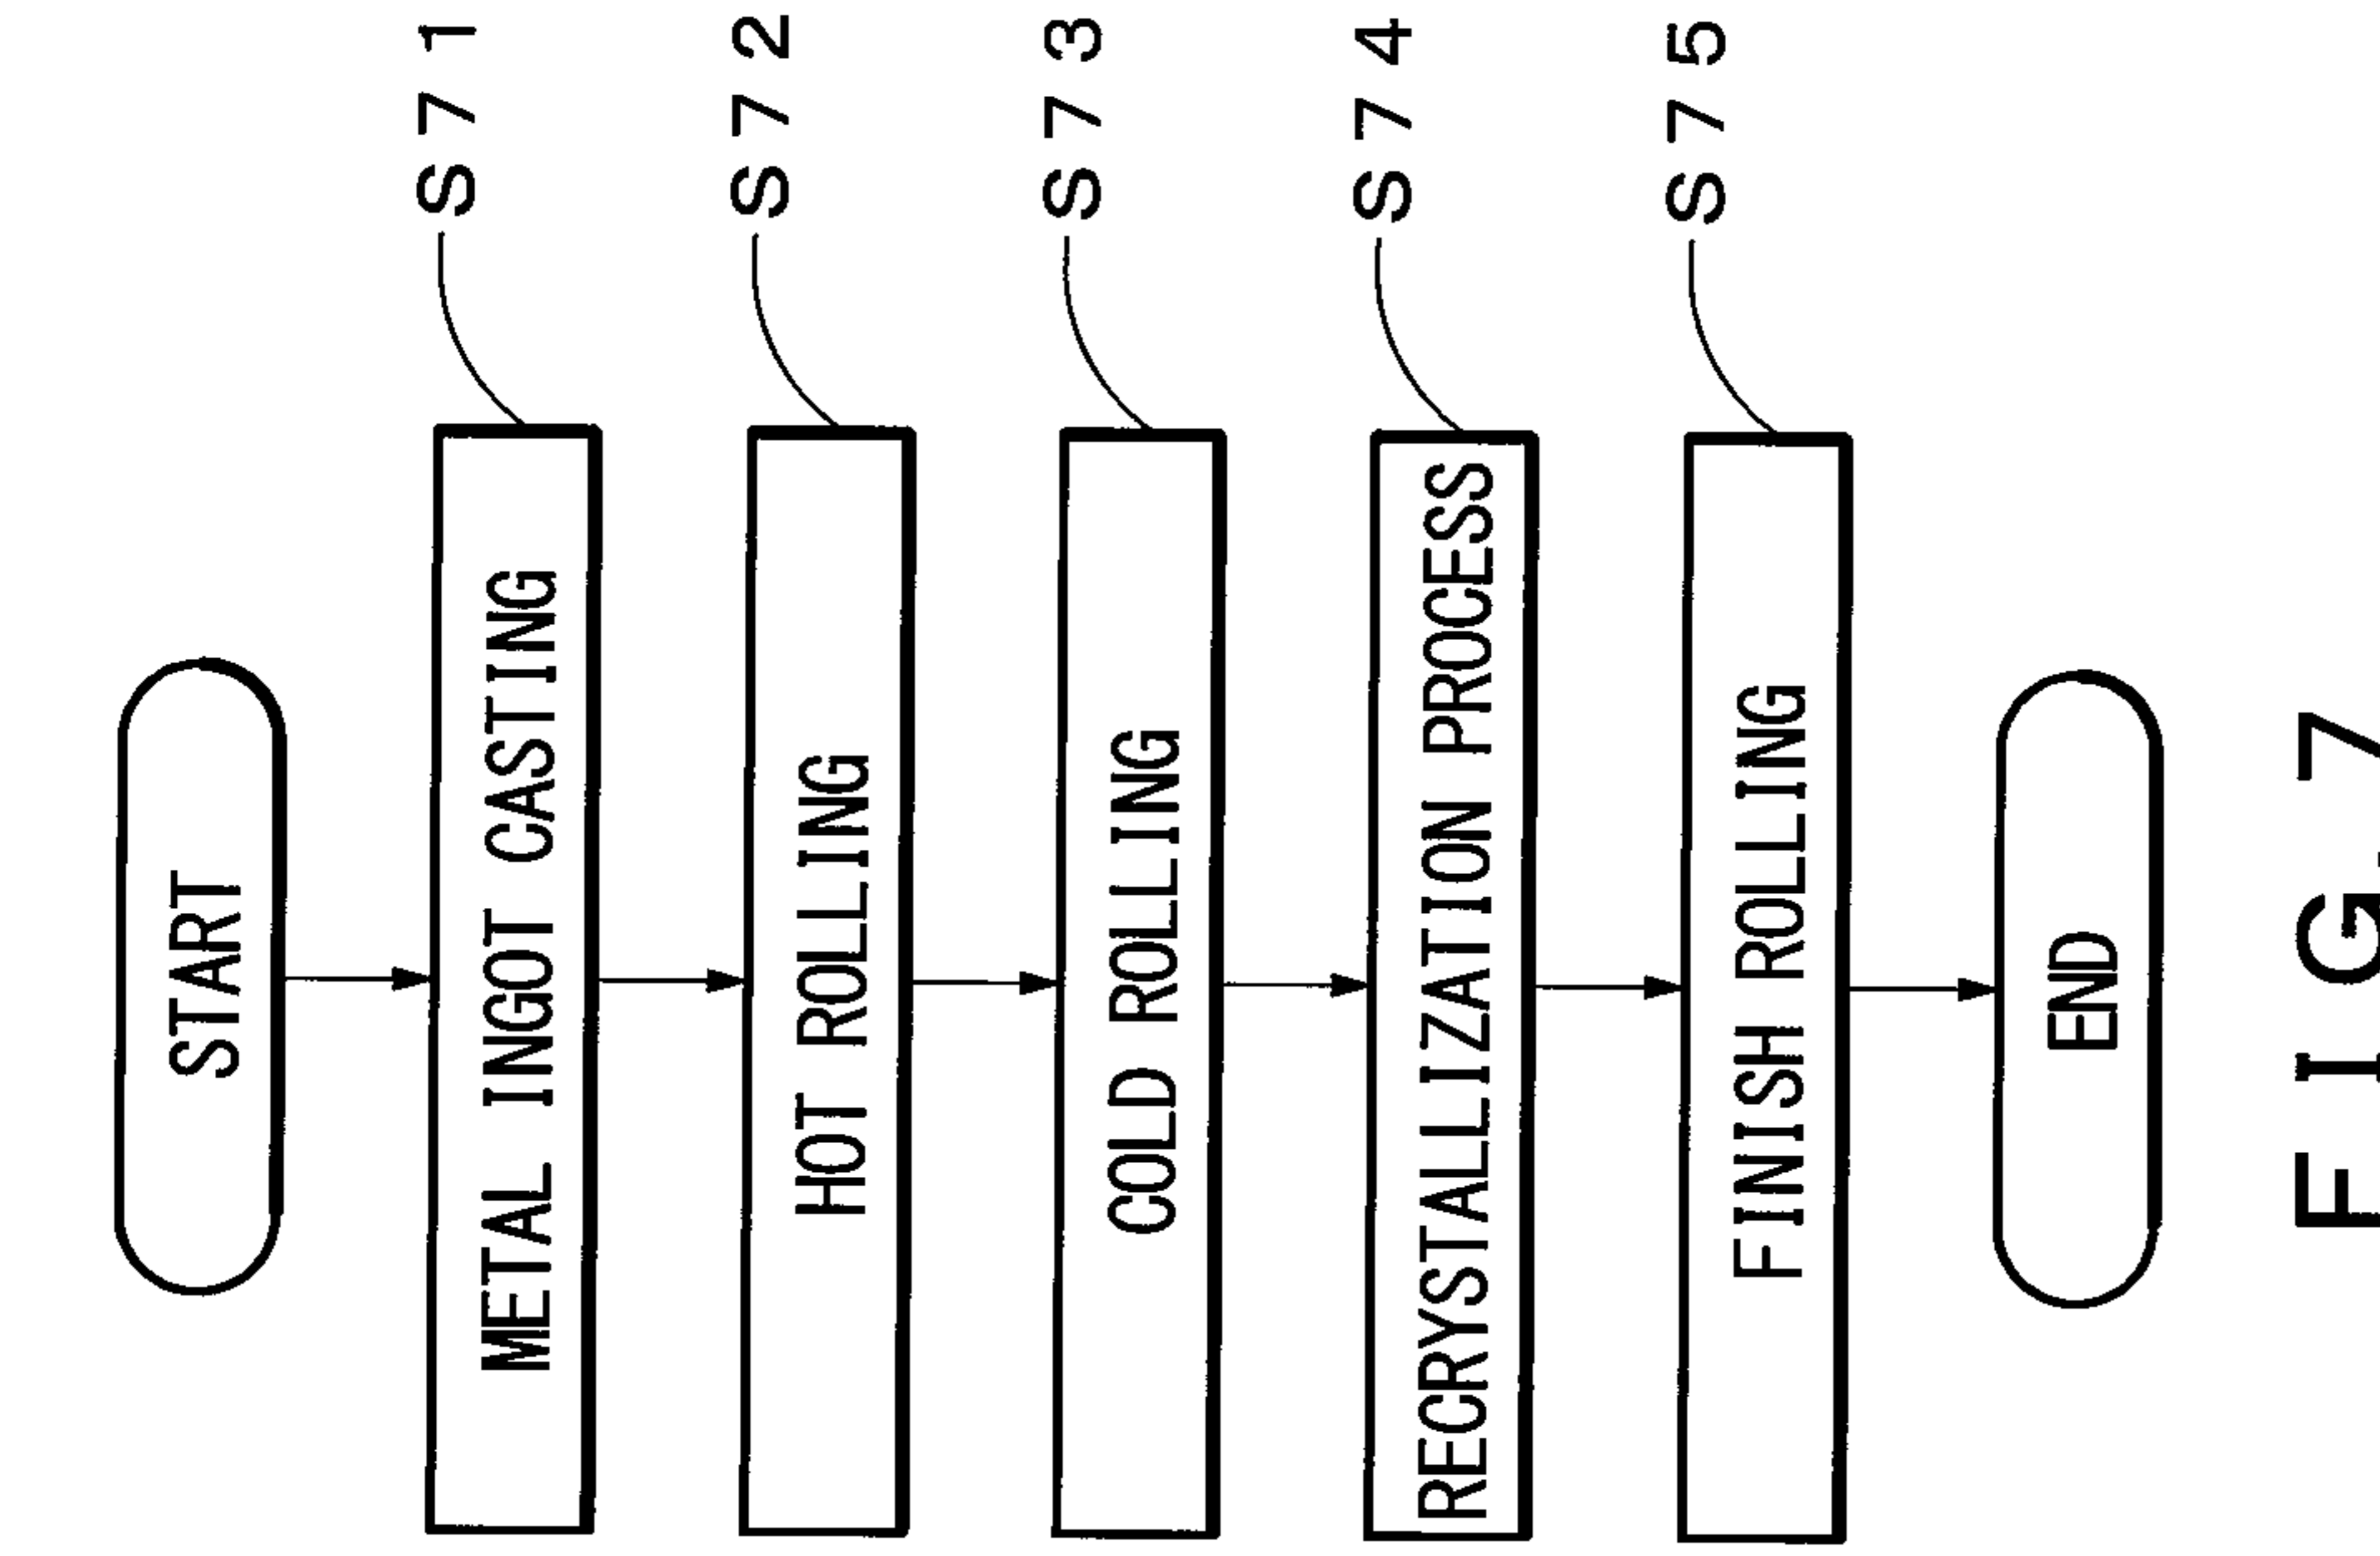 START
METAL INGOT CASTING
S71
HOT ROLLING
S72
COLD ROLLING
S73
RECRYSTALLIZATION PROCESS
S74
FINISH ROLLING
S75
END
FIG. 7